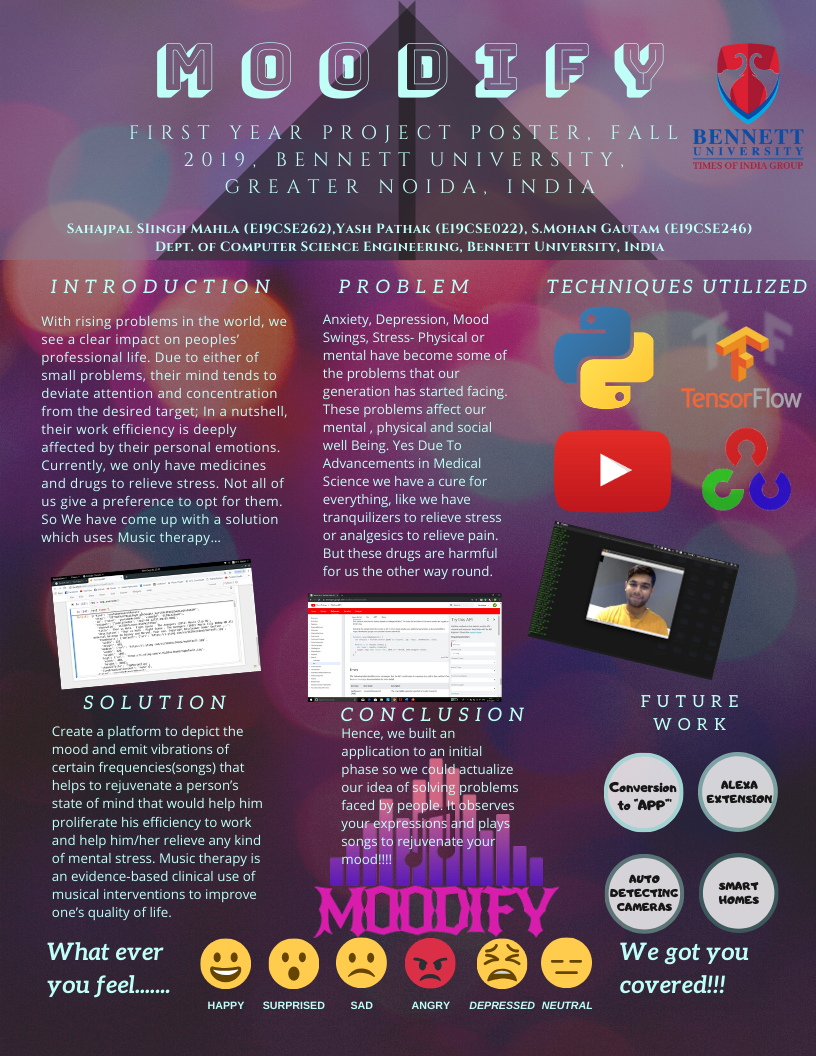 MOODIFY
FIRST YEAR PROJECT POSTER, FALL
2019, BENNETT UNIVERSITY,
GREATER NOIDA, INDIA
BENNETT
UNIVERSITY
TIMES OF INDIA GROUP
Sahajpal SIingh Mahla (E19CSE262),Yash Pathak (E19CSE022), S.Mohan Gautam (E19CSE246)
Dept. of Computer Science Engineering, Bennett University, India
INTRODUCTION
With rising problems in the world, we
see a clear impact on peoples’
professional life. Due to either of
small problems, their mind tends to
deviate attention and concentration
from the desired target; In a nutshell,
their work efficiency is deeply
affected by their personal emotions.
Currently, we only have medicines
and drugs to relieve stress. Not all of
us give a preference to opt for them.
So We have come up with a solution
which uses Music therapy…
PROBLEM
Anxiety, Depression, Mood
Swings, Stress- Physical or
mental have become some of
the problems that our
generation has started facing.
These problems affect our
mental , physical and social
well Being. Yes Due To
Advancements in Medical
Science we have a cure for
everything, like we have
tranquilizers to relieve stress
or analgesics to relieve pain.
But these drugs are harmful
for us the other way round.
TECHNIQUES UTILIZED
TensorFlow
SOLUTION
Create a platform to depict the
mood and emit vibrations of
certain frequencies(songs) that
helps to rejuvenate a person’s
state of mind that would help him
proliferate his efficiency to work
and help him/her relieve any kind
of mental stress. Music therapy is
an evidence-based clinical use of
musical interventions to improve
one’s quality of life.
CONCLUSION
Hence, we built an
application to an initial
phase so we could actualize
our idea of solving problems
faced by people. It observes
your expressions and plays
songs to rejuvenate your
mood!!!!
MOODIFY
FUTURE
WORK
Conversion
to "APP"'
ALEXA
EXTENSION
AUTO
DETECTING
CAMERAS
SMART
HOMES
What ever
you feel.......
HAPPY
SURPRISED
SAD
ANGRY
DEPRESSED
NEUTRAL
We got you
covered!!!